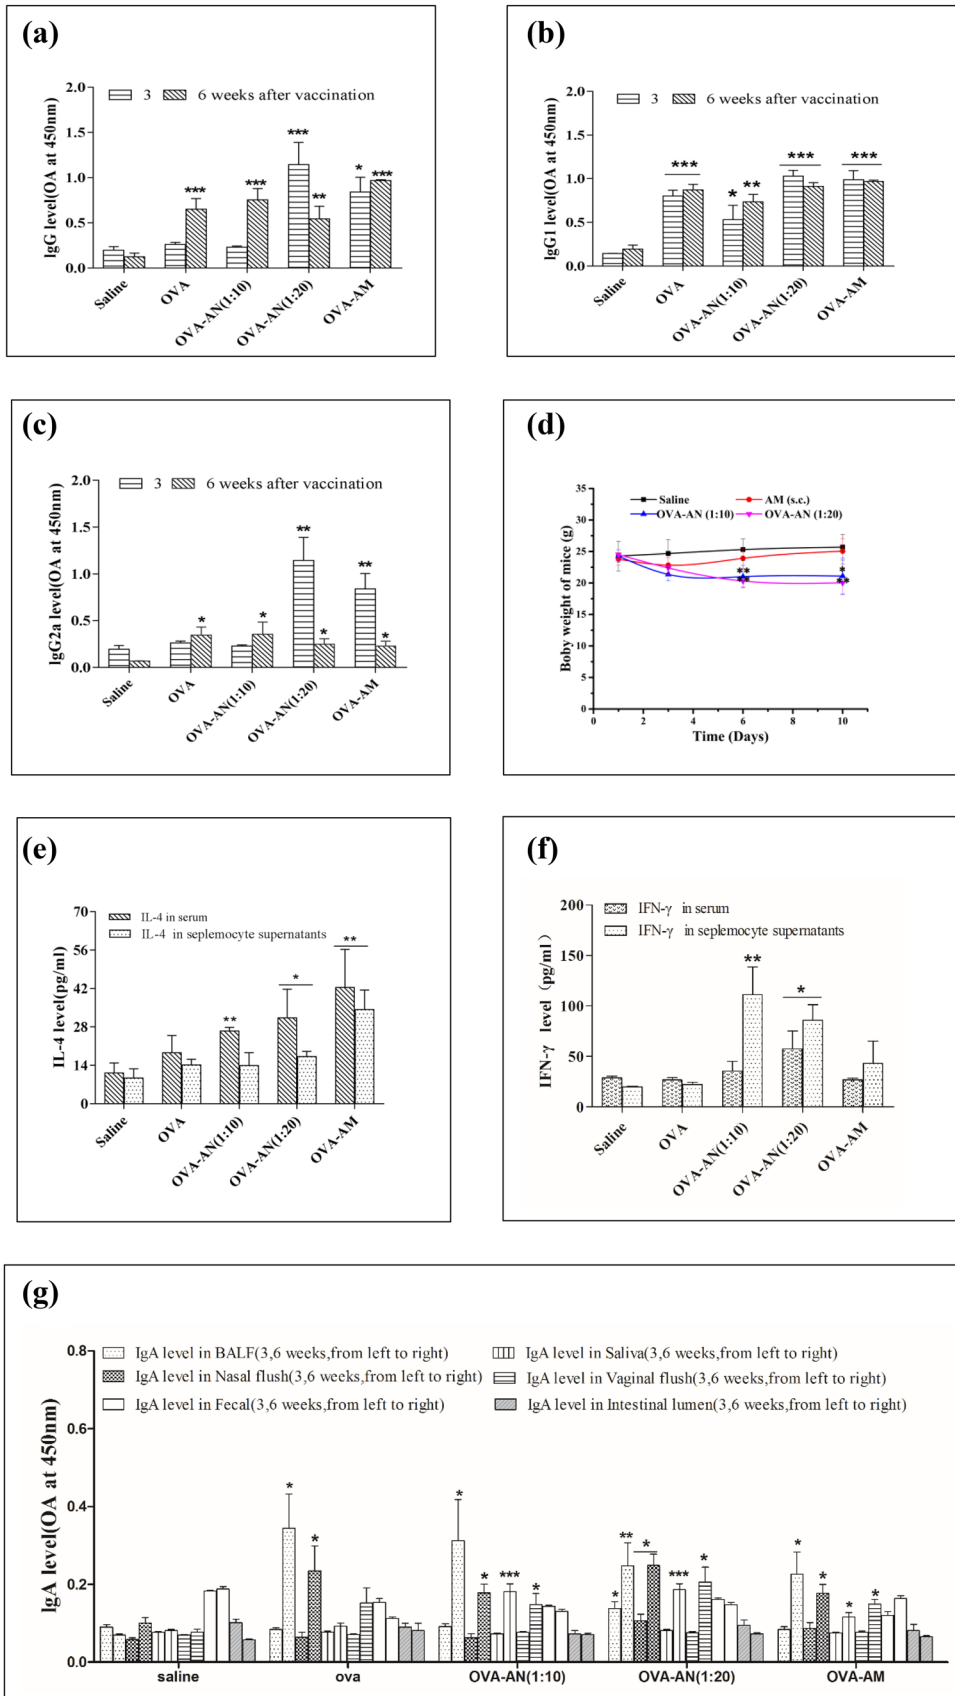 (a)
IgG level(OA at 450nm)
2.0
1.5
1.0
0.5
0.0
3
6 weeks after vaccination
***
***
***
**
*
***
Saline
OVA
OVA-AN(1:10)
OVA-AN(1:20)
OVA-AM
(b)
IgG1 level(OA at 450nm)
2.0
1.5
1.0
0.5
0.0
3
6 weeks after vaccination
***
*
**
***
***
Saline
OVA
OVA-AN(1:10)
OVA-AN(1:20)
OVA-AM
(c)
IgG2a level(OA at 450nm)
2.0
1.5
1.0
0.5
0.0
3
6 weeks after vaccination
*
*
**
*
**
*
Saline
OVA
OVA-AN(1:10)
OVA-AN(1:20)
OVA-AM
(d)
Boby weight of mice (g)
35
30
25
20
15
10
5
0
Saline
AM (s.c.)
OVA-AN (1:10)
OVA-AN (1:20)
**
**
*
**
0 2 4 6 8 10
Time (Days)
(e)
IL-4 level(pg/ml)
70
56
42
28
14
0
IL-4 in serum
IL-4 in seplemocyte supernatants
**
*
**
Saline
OVA
OVA-AN(1:10)
OVA-AN(1:20)
OVA-AM
(f)
IFN-γ level (pg/ml)
200
150
100
50
0
IFN-γ in serum
IFN-γ in seplemocyte supernatants
**
*
Saline
OVA
OVA-AN(1:10)
OVA-AN(1:20)
OVA-AM
(g)
IgA level(OA at 450nm)
0.8
0.6
0.4
0.2
0.0
IgA level in BALF(3,6 weeks,from left to right)
IgA level in Saliva(3,6 weeks,from left to right)
IgA level in Nasal flush(3,6 weeks,from left to right)
IgA level in Vaginal flush(3,6 weeks,from left to right)
IgA level in Fecal(3,6 weeks,from left to right)
IgA level in Intestinal lumen(3,6 weeks,from left to right)
*
*
*
*
***
*
*
**
*
***
*
*
*
*
*
saline
ova
OVA-AN(1:10)
OVA-AN(1:20)
OVA-AM